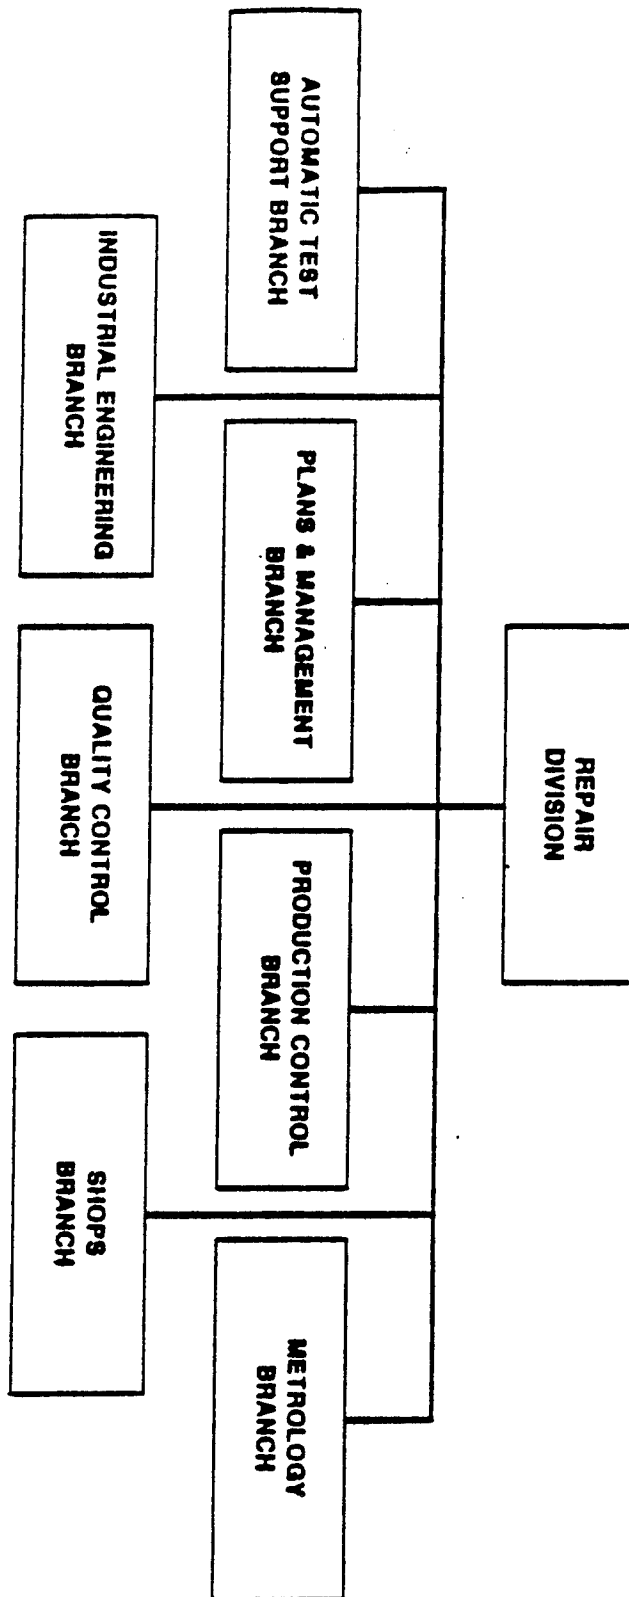 REPAIR
DIVISION
AUTOMATIC TEST
SUPPORT BRANCH
PLANS & MANAGEMENT
BRANCH
PRODUCTION CONTROL
BRANCH
METROLOGY
BRANCH
INDUSTRIAL ENGINEERING
BRANCH
QUALITY CONTROL
BRANCH
SHOPS
BRANCH